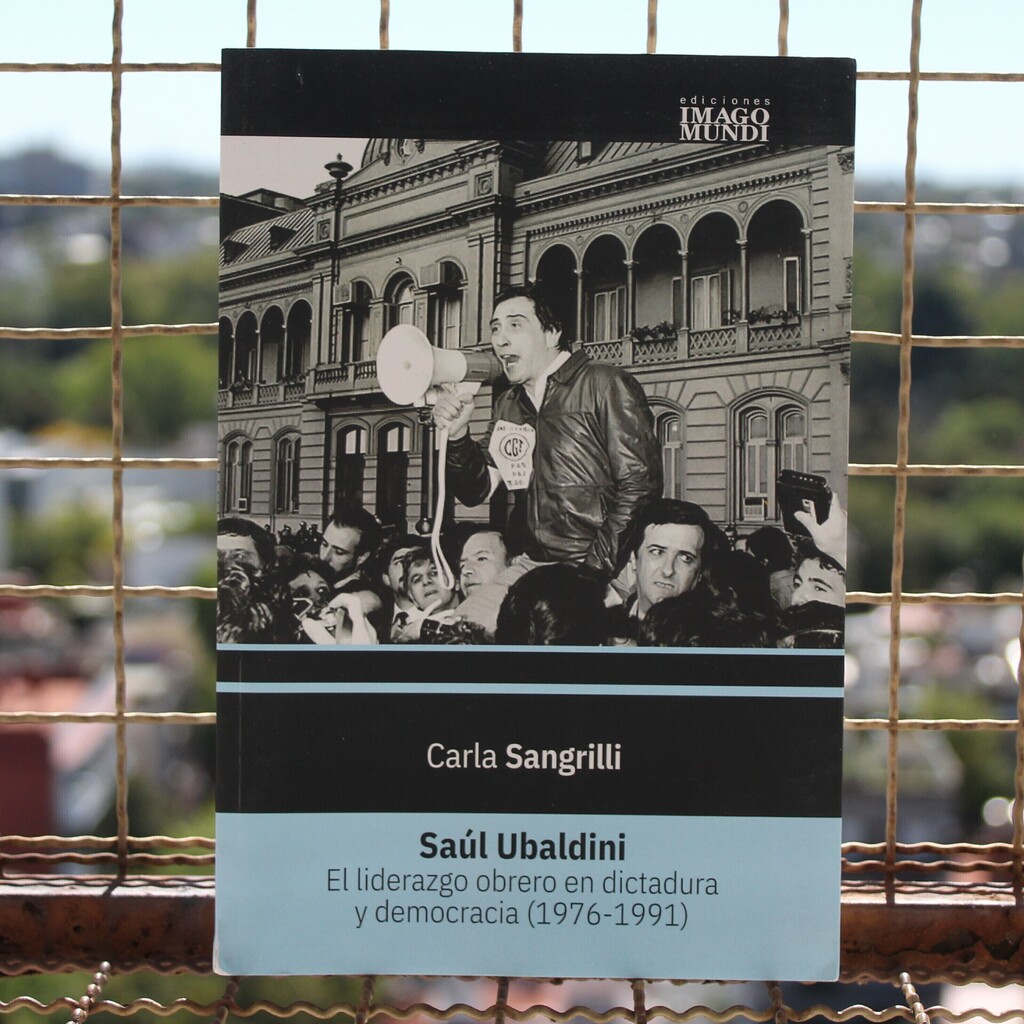 ediciones
IMAGO
MUNDI
CGT
Carla Sangrilli
Saúl Ubaldini
El liderazgo obrero en dictadura
y democracia (1976-1991)